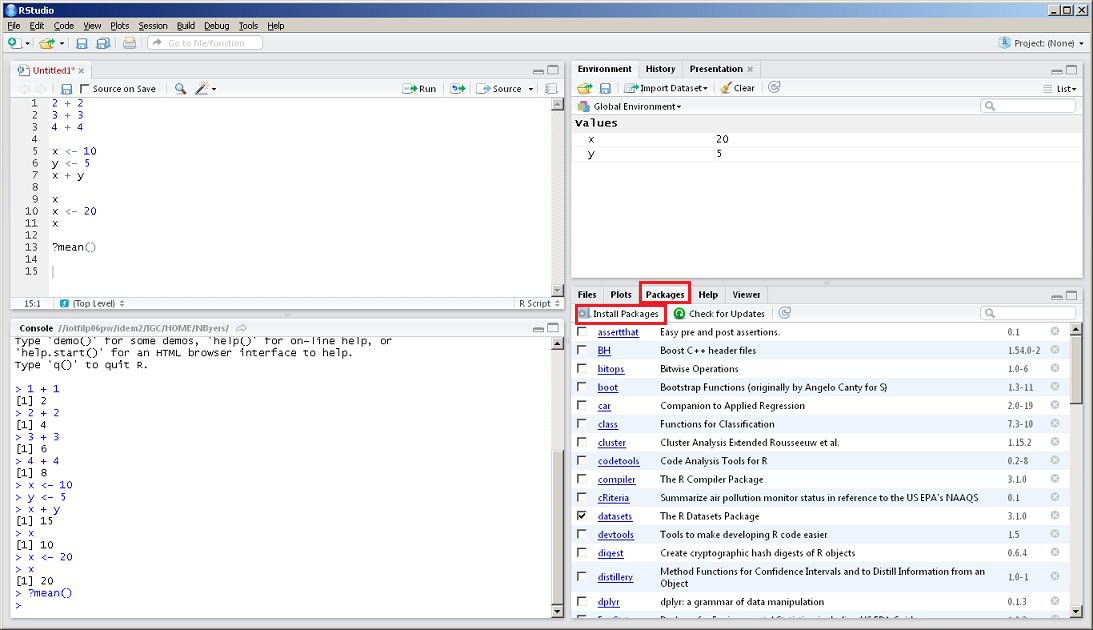 RStudio
File Edit Code View Plots Session Build Debug Tools Help
Go to file/function
Project: (None)
Untitled1*
Source on Save
Run
Source
1 2 + 2
2 3 + 3
3 4 + 4
4
5 x <- 10
6 y <- 5
7 x + y
8
9 x
10 x <- 20
11 x
12
13 ?mean()
14
15
15:1 (Top Level) R Script
Console //iotfilp06pw/idem2/IGC/HOME/NByers/
Type 'demo()' for some demos, 'help()' for on-line help, or
'help.start()' for an HTML browser interface to help.
Type 'q()' to quit R.
> 1 + 1
[1] 2
> 2 + 2
[1] 4
> 3 + 3
[1] 6
> 4 + 4
[1] 8
> x <- 10
> y <- 5
> x + y
[1] 15
> x
[1] 10
> x <- 20
> x
[1] 20
> ?mean()
>
Environment History Presentation
Import Dataset Clear List
Global Environment
Values
x 20
y 5
Files Plots Packages Help Viewer
Install Packages Check for Updates
assertthat Easy pre and post assertions. 0.1
BH Boost C++ header files 1.54.0-2
bitops Bitwise Operations 1.0-6
boot Bootstrap Functions (originally by Angelo Canty for S) 1.3-11
car Companion to Applied Regression 2.0-19
class Functions for Classification 7.3-10
cluster Cluster Analysis Extended Rousseeuw et al. 1.15.2
codetools Code Analysis Tools for R 0.2-8
compiler The R Compiler Package 3.1.0
cRiteria Summarize air pollution monitor status in reference to the US EPA's NAAQS 0.1
datasets The R Datasets Package 3.1.0
devtools Tools to make developing R code easier 1.5
digest Create cryptographic hash digests of R objects 0.6.4
distillery Method Functions for Confidence Intervals and to Distill Information from an
Object 1.0-1
dplyr dplyr: a grammar of data manipulation 0.1.3